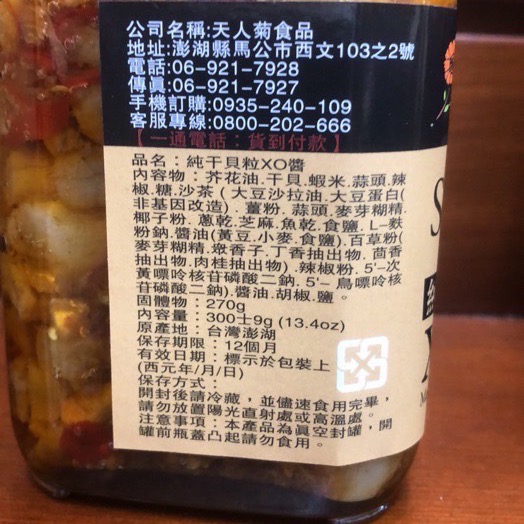 公司名稱:天人菊食品
地址:澎湖縣馬公市西文103之2號
電話:06-921-7928
傳真:06-921-7927
手機訂購:0935-240-109
客服專線:0800-202-666
【一通電話：貨到付款】
品名：純干貝粒XO醬
內容物：芥花油.干貝.蝦米.蒜頭.辣
椒.糖.沙茶（大豆沙拉油.大豆蛋白(
非基因改造）.薑粉.蒜頭.麥芽糊精.
椰子粉.蔥乾.芝麻.魚乾.食鹽.L-麩
粉鈉.醬油(黃豆.小麥.食鹽).百草粉(
麥芽糊精.眾香子.丁香抽出物.茴香
抽出物.肉桂抽出物).辣椒粉.5'-次
黃嘌呤核苷磷酸二鈉.5'-鳥嘌呤核
苷磷酸二鈉).醬油.胡椒.鹽。
固體物：270g
內容量：300士9g (13.4oz)
原產地：台灣澎湖
保存期限：12個月
有效日期：標示於包裝上
(西元年/月/日)
保存方式：
開封後請冷藏，並儘速食用完畢，
請勿放置陽光直射處或高溫處。
注意事項：本產品為真空封罐，開
罐前瓶蓋凸起請勿食用。